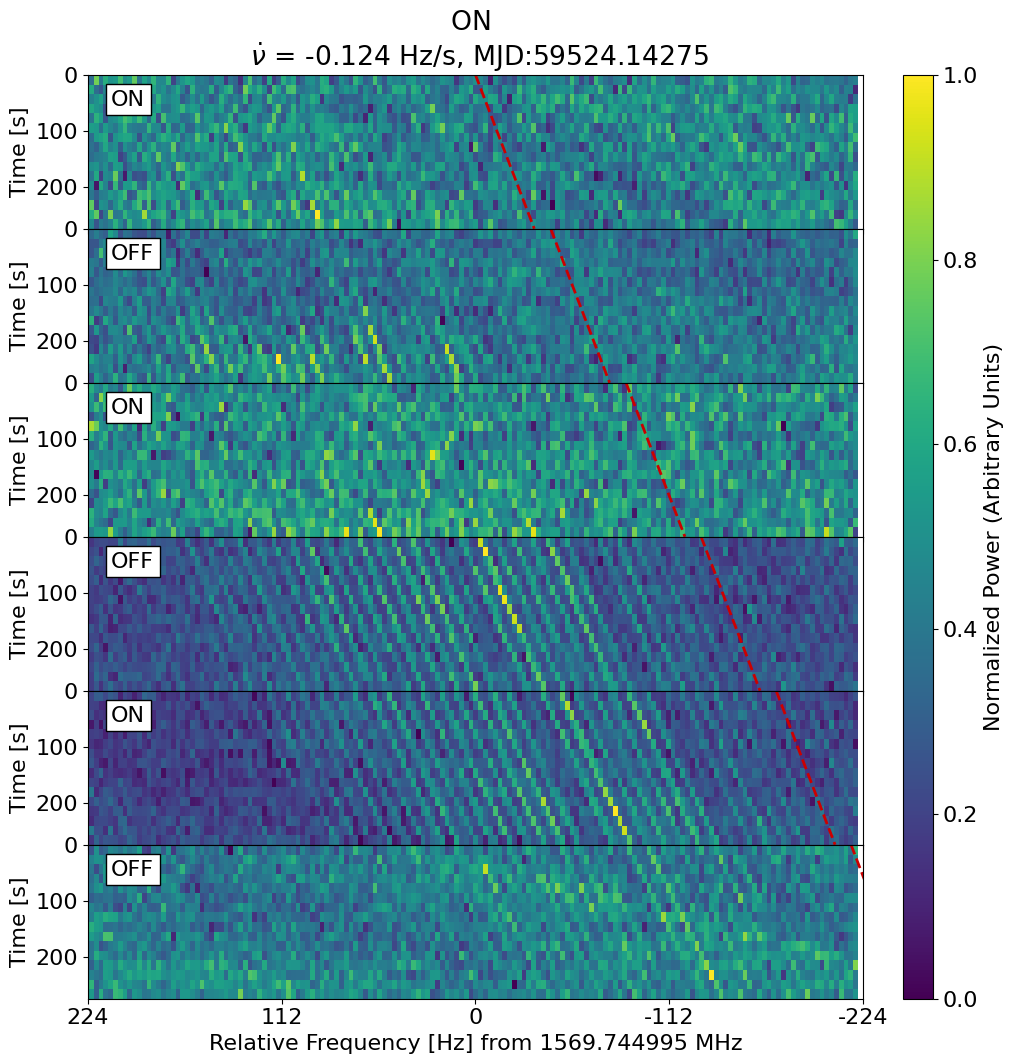 ON
ν̇ = -0.124 Hz/s, MJD:59524.14275
0
ON
100
200
Time [s]
0
OFF
100
200
Time [s]
0
ON
100
200
Time [s]
0
OFF
100
200
Time [s]
0
ON
100
200
Time [s]
0
OFF
100
200
Time [s]
224 112 0 -112 -224
Relative Frequency [Hz] from 1569.744995 MHz
1.0
0.8
0.6
0.4
0.2
0.0
Normalized Power (Arbitrary Units)